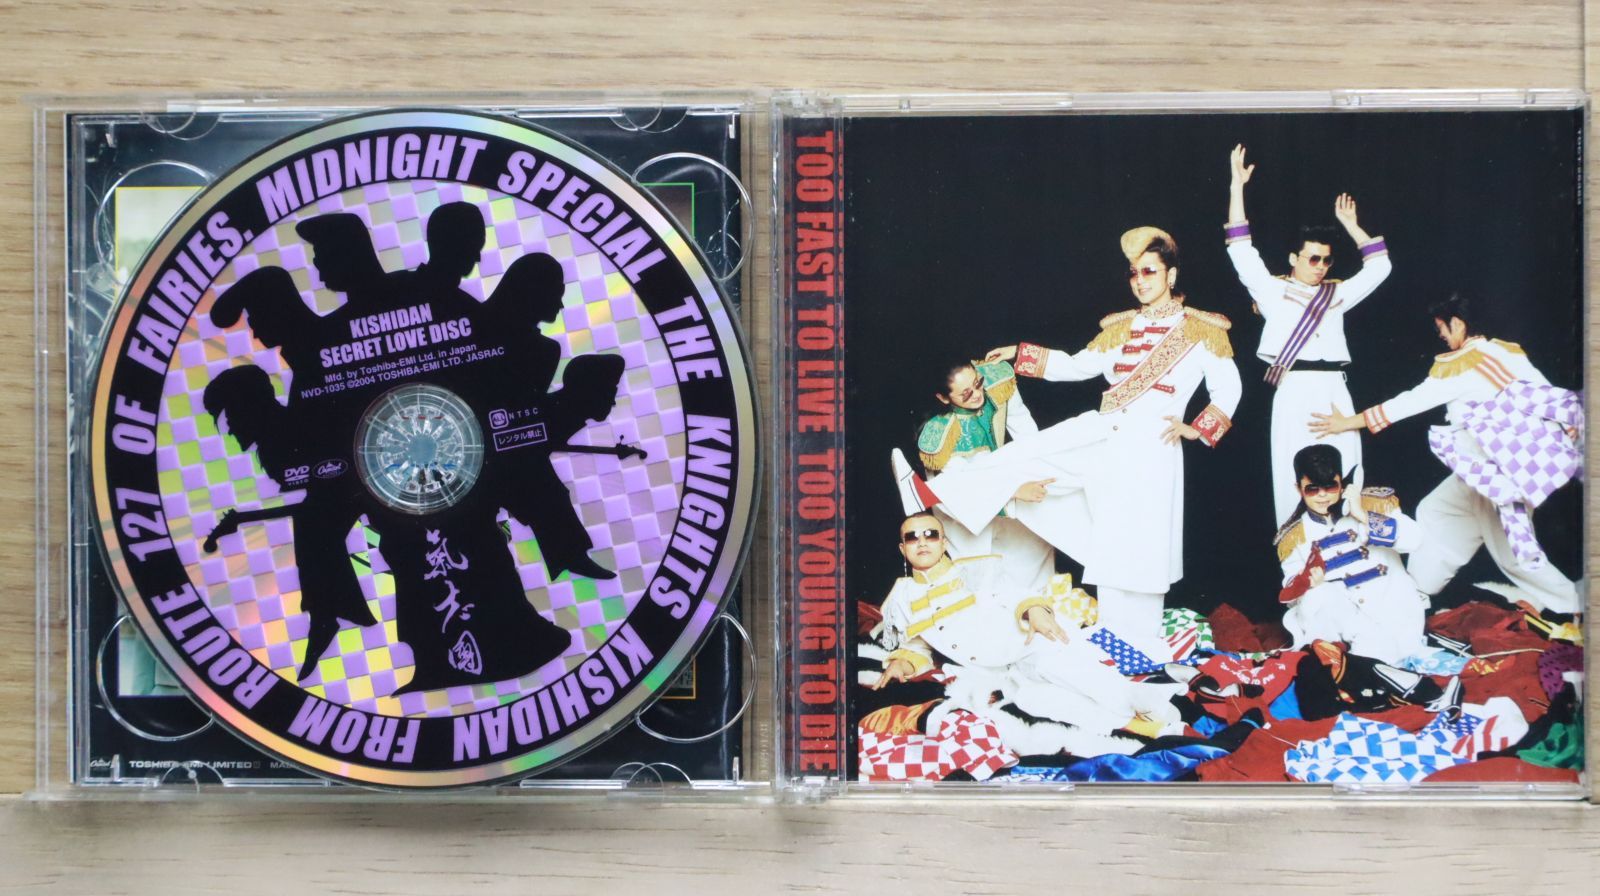 MIDNIGHT SPECIAL THE KNIGHTS KISHIDAN FROM ROUTE 127 OF FAIRIES.
KISHIDAN
SECRET LOVE DISC
Mfd. by Toshiba-EMI Ltd. in Japan
NVD-1035 ©2004 TOSHIBA-EMI LTD. JASRAC
NTSC
レンタル禁止
DVD
VIDEO
Capitol
氣志團
TOSHIBA-EMI LIMITED
TOO FAST TO LIVE TOO YOUNG TO DIE